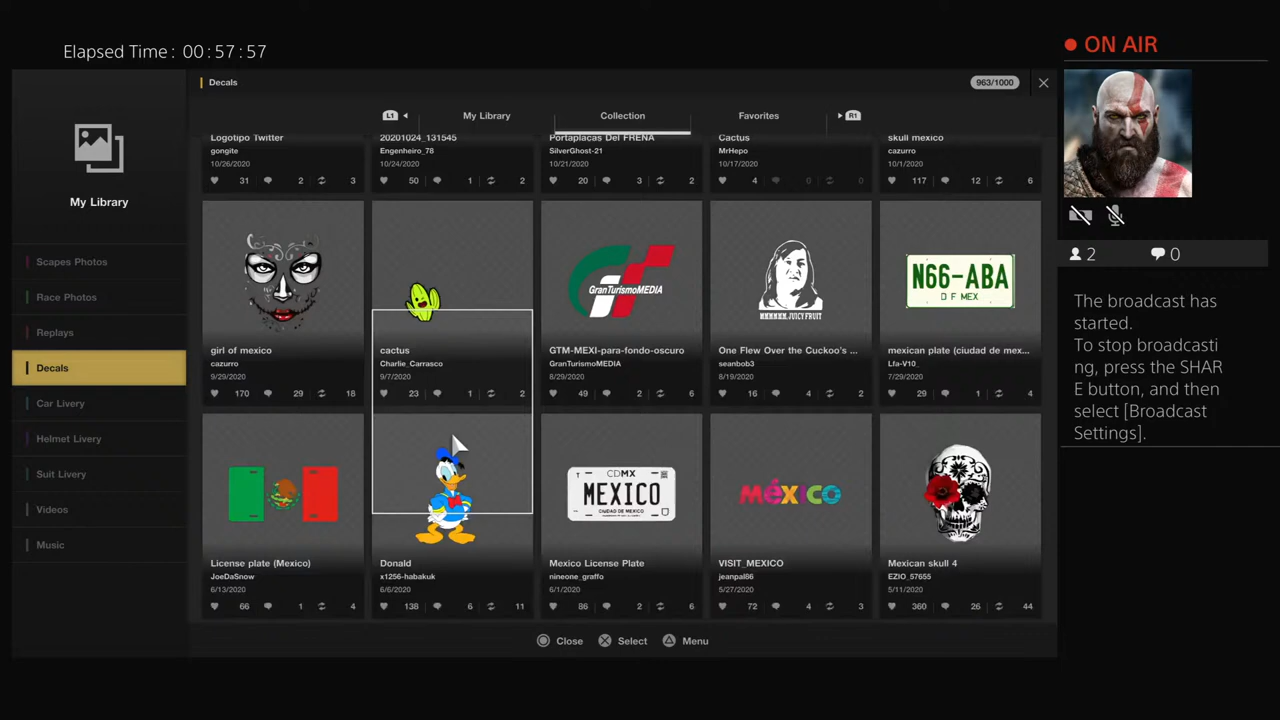 Elapsed Time : 00:57:57
ON AIR
Decals
963/1000
L1
My Library
Collection
Favorites
R1
My Library
Scapes Photos
Race Photos
Replays
Decals
Car Livery
Helmet Livery
Suit Livery
Videos
Music
Logotipo Twitter
gongite
10/26/2020
31 2 3
20201024_131545
Engenheiro_78
10/24/2020
50 1 2
Portaplacas Del FRENA
SilverGhost-21
10/21/2020
20 3 2
Cactus
MrHepo
10/17/2020
4 0 0
skull mexico
cazurro
10/1/2020
117 12 6
girl of mexico
cazurro
9/29/2020
170 29 18
cactus
Charlie_Carrasco
9/7/2020
23 1 2
GranTurismoMEDIA
GTM-MEXI-para-fondo-oscuro
GranTurismoMEDIA
8/29/2020
49 2 6
MMMMMM, JUICY FRUIT
One Flew Over the Cuckoo's ...
seanbob3
8/19/2020
16 4 2
N66-ABA
D F MEX
mexican plate (ciudad de mex...
Lfa-V10_
7/29/2020
29 1 4
License plate (Mexico)
JoeDaSnow
6/13/2020
66 1 4
Donald
x1256-habakuk
6/6/2020
138 6 11
CDMX
MEXICO
CIUDAD DE MEXICO
Mexico License Plate
nineone_graffo
6/1/2020
86 2 6
méxico
VISIT_MEXICO
jeanpal86
5/27/2020
72 4 3
Mexican skull 4
EZIO_57655
5/11/2020
360 26 44
Close
Select
Menu
2
0
The broadcast has
started.
To stop broadcasti
ng, press the SHAR
E button, and then
select [Broadcast
Settings].